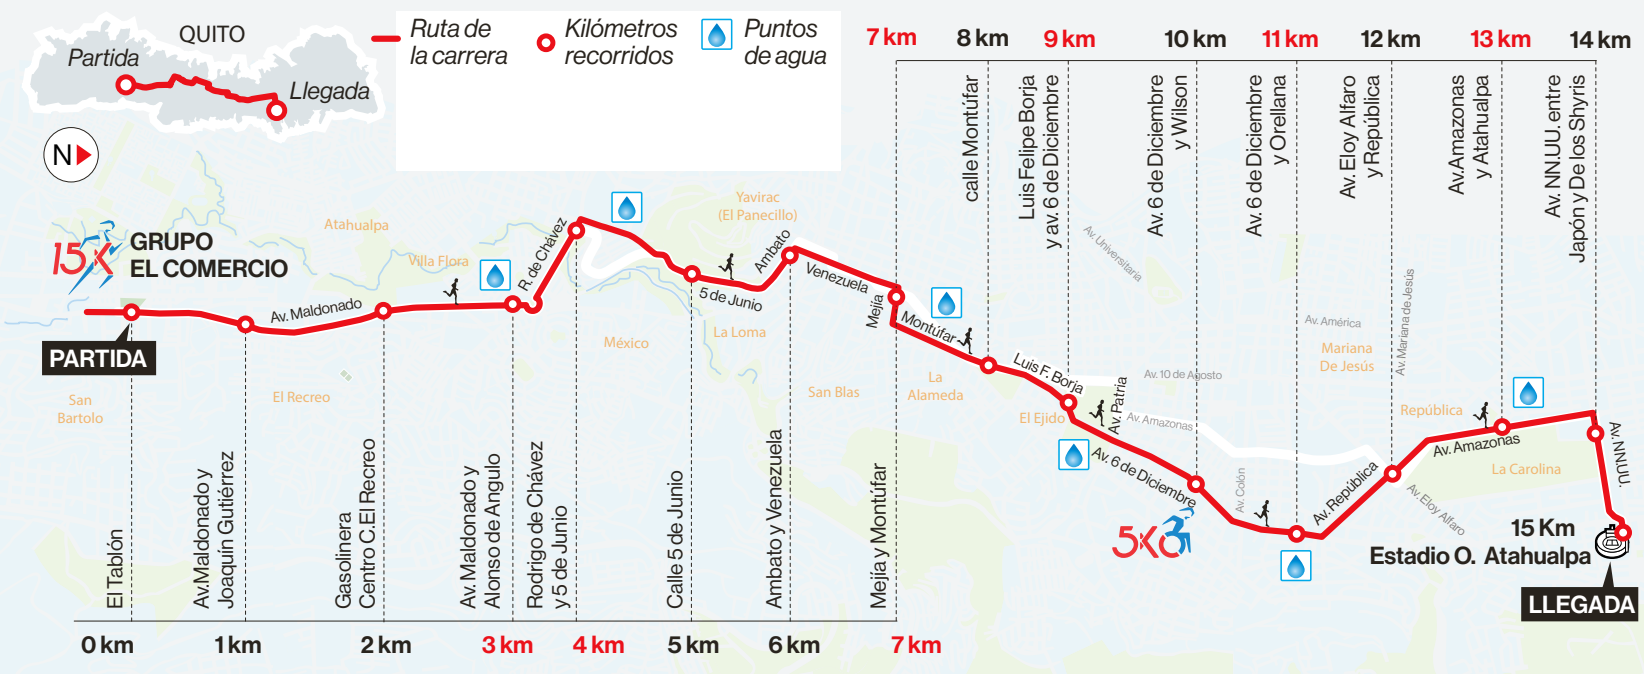 QUITO
Partida
Llegada
N
Ruta de
la carrera
Kilómetros
recorridos
Puntos
de agua
7 km
8 km
9 km
10 km
11 km
12 km
13 km
14 km
calle Montúfar
Luis Felipe Borja
y av. 6 de Diciembre
Av. 6 de Diciembre
y Wilson
Av. 6 de Diciembre
y Orellana
Av. Eloy Alfaro
y República
Av. Amazonas
y Atahualpa
Av. NN.UU. entre
Japón y De los Shyris
15K
GRUPO
EL COMERCIO
PARTIDA
Atahualpa
Villa Flora
Yavirac
(El Panecillo)
R. de Chávez
Ambato
Venezuela
5 de Junio
Av. Maldonado
Mejía
Montúfar
La Loma
México
San
Bartolo
El Recreo
San Blas
La
Alameda
Luis F. Borja
El Ejido
Av. Patria
Av. Universitaria
Av. América
Av. Mariana de Jesús
Mariana
De Jesús
Av. 10 de Agosto
Av. Amazonas
Av. 6 de Diciembre
Av. Colón
Av. República
República
Av. Amazonas
Av. Eloy Alfaro
La Carolina
Av. NN.UU.
5K
15 Km
Estadio O. Atahualpa
LLEGADA
El Tablón
Av. Maldonado y
Joaquín Gutiérrez
Gasolinera
Centro C. El Recreo
Av. Maldonado y
Alonso de Angulo
Rodrigo de Chávez
y 5 de Junio
Calle 5 de Junio
Ambato y Venezuela
Mejía y Montúfar
0 km
1 km
2 km
3 km
4 km
5 km
6 km
7 km